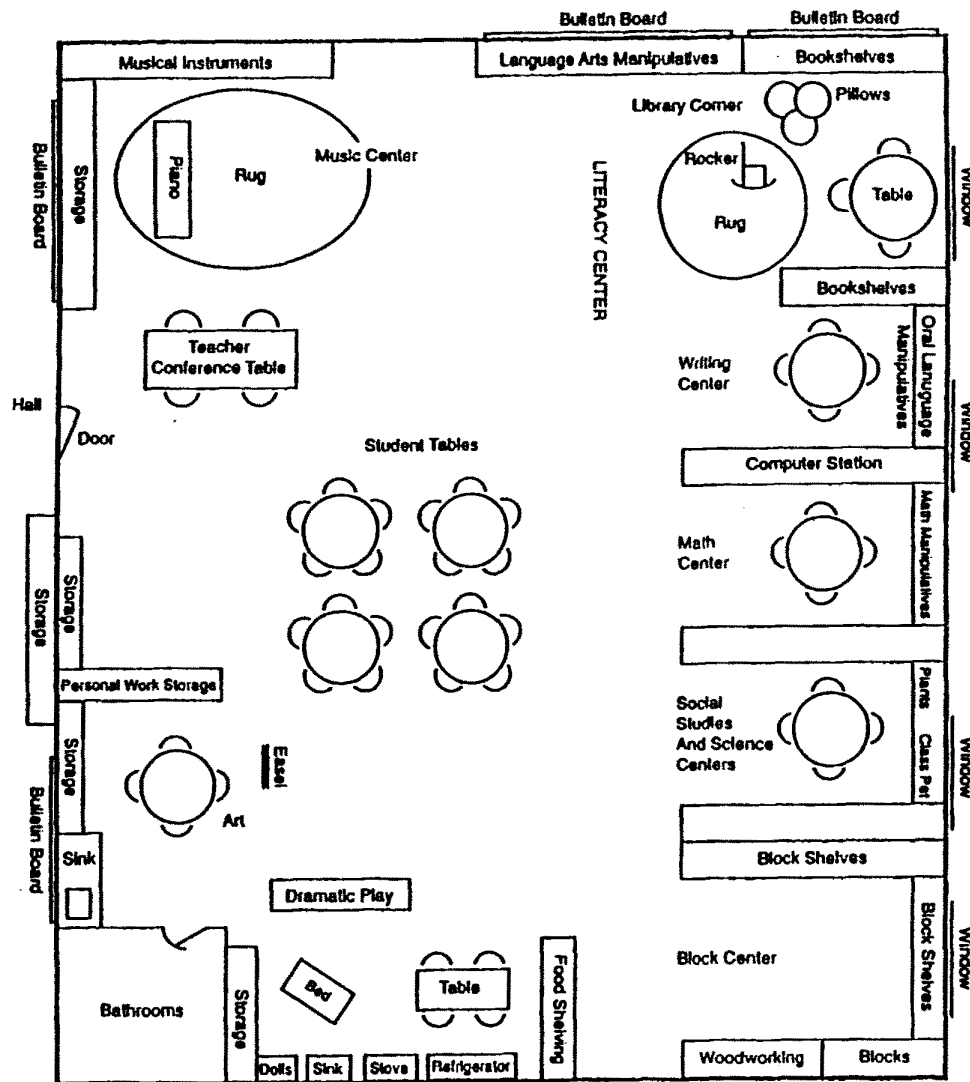 Bulletin Board
Bulletin Board
Musical Instruments
Language Arts Manipulatives
Bookshelves
Library Corner
Pillows
Bulletin Board
Storage
Piano
Rug
Music Center
LITERACY CENTER
Rocker
Rug
Table
Window
Bookshelves
Teacher
Conference Table
Writing
Center
Oral Lanuguage
Manipulatives
Window
Hall
Door
Student Tables
Computer Station
Math
Center
Math Manipulatives
Storage
Storage
Personal Work Storage
Social
Studies
And Science
Centers
Plants
Class Pet
Window
Storage
Easel
Art
Bulletin Board
Sink
Block Shelves
Dramatic Play
Block Center
Block Shelves
Window
Bathrooms
Storage
Bed
Table
Food Shelving
Dolls
Sink
Stove
Refrigerator
Woodworking
Blocks